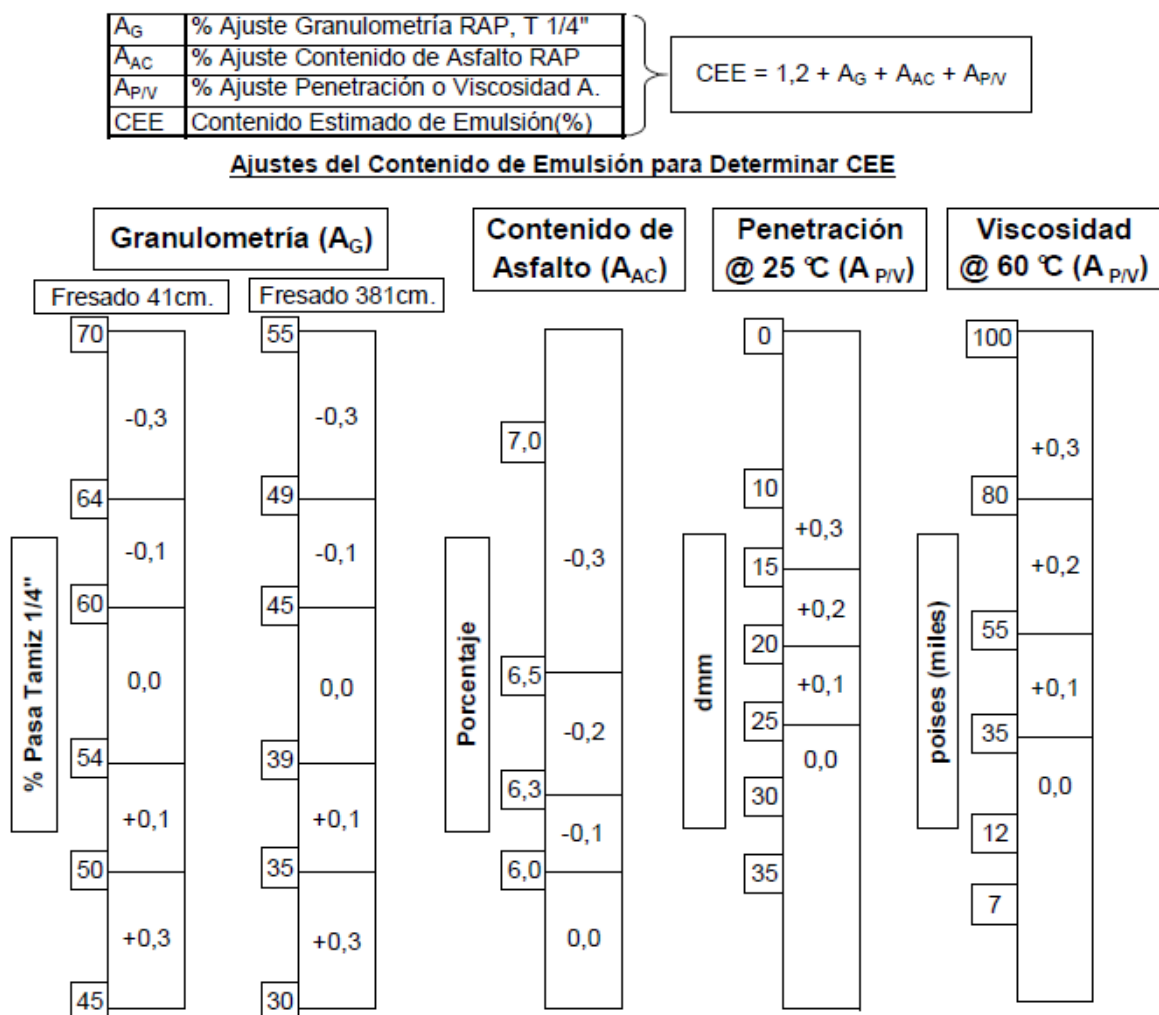 AG % Ajuste Granulometría RAP, T 1/4"
AAC % Ajuste Contenido de Asfalto RAP
AP/V % Ajuste Penetración o Viscosidad A.
CEE Contenido Estimado de Emulsión(%)
CEE = 1,2 + AG + AAC + AP/V
Ajustes del Contenido de Emulsión para Determinar CEE
Granulometría (AG)
Fresado 41cm.
% Pasa Tamiz 1/4"
70
-0,3
64
-0,1
60
0,0
54
+0,1
50
+0,3
45
Fresado 381cm.
55
-0,3
49
-0,1
45
0,0
39
+0,1
35
+0,3
30
Contenido de
Asfalto (AAC)
Porcentaje
7,0
-0,3
6,5
-0,2
6,3
-0,1
6,0
0,0
Penetración
@ 25 °C (A P/V)
dmm
0
10
+0,3
15
+0,2
20
+0,1
25
0,0
30
35
Viscosidad
@ 60 °C (A P/V)
poises (miles)
100
+0,3
80
+0,2
55
+0,1
35
0,0
12
7